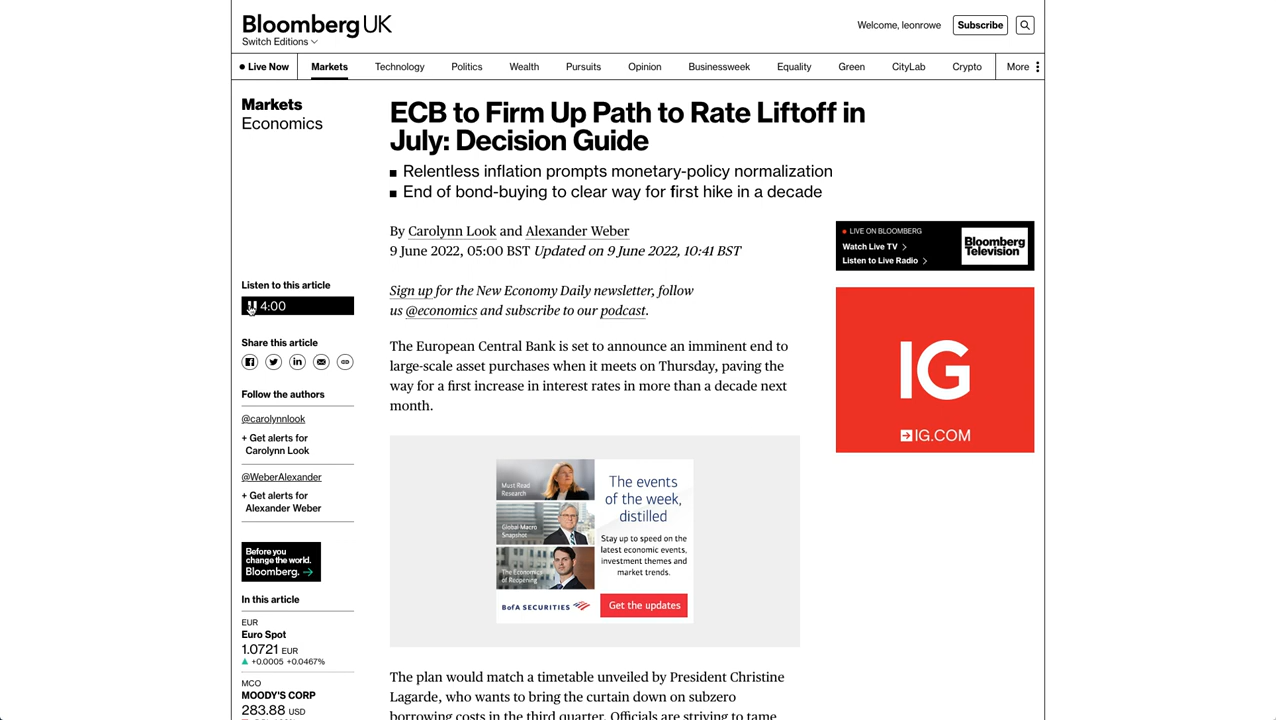 Bloomberg UK
Switch Editions
Welcome, leonrowe
Subscribe
Live Now
Markets
Technology
Politics
Wealth
Pursuits
Opinion
Businessweek
Equality
Green
CityLab
Crypto
More
Markets
Economics
ECB to Firm Up Path to Rate Liftoff in
July: Decision Guide
Relentless inflation prompts monetary-policy normalization
End of bond-buying to clear way for first hike in a decade
By Carolynn Look and Alexander Weber
9 June 2022, 05:00 BST Updated on 9 June 2022, 10:41 BST
Listen to this article
4:00
Share this article
Follow the authors
@carolynnlook
+ Get alerts for
Carolynn Look
@WeberAlexander
+ Get alerts for
Alexander Weber
Before you
change the world.
Bloomberg. →
In this article
EUR
Euro Spot
1.0721 EUR
+0.0005 +0.0467%
MCO
MOODY'S CORP
283.88 USD
Sign up for the New Economy Daily newsletter, follow
us @economics and subscribe to our podcast.
The European Central Bank is set to announce an imminent end to
large-scale asset purchases when it meets on Thursday, paving the
way for a first increase in interest rates in more than a decade next
month.
Must Read
Research
Global Macro
Snapshot
The Economics
of Reopening
BofA SECURITIES
The events
of the week,
distilled
Stay up to speed on the
latest economic events,
investment themes and
market trends.
Get the updates
The plan would match a timetable unveiled by President Christine
Lagarde, who wants to bring the curtain down on subzero
borrowing costs in the third quarter. Officials are striving to tame
LIVE ON BLOOMBERG
Watch Live TV
Listen to Live Radio
Bloomberg
Television
IG
IG.COM